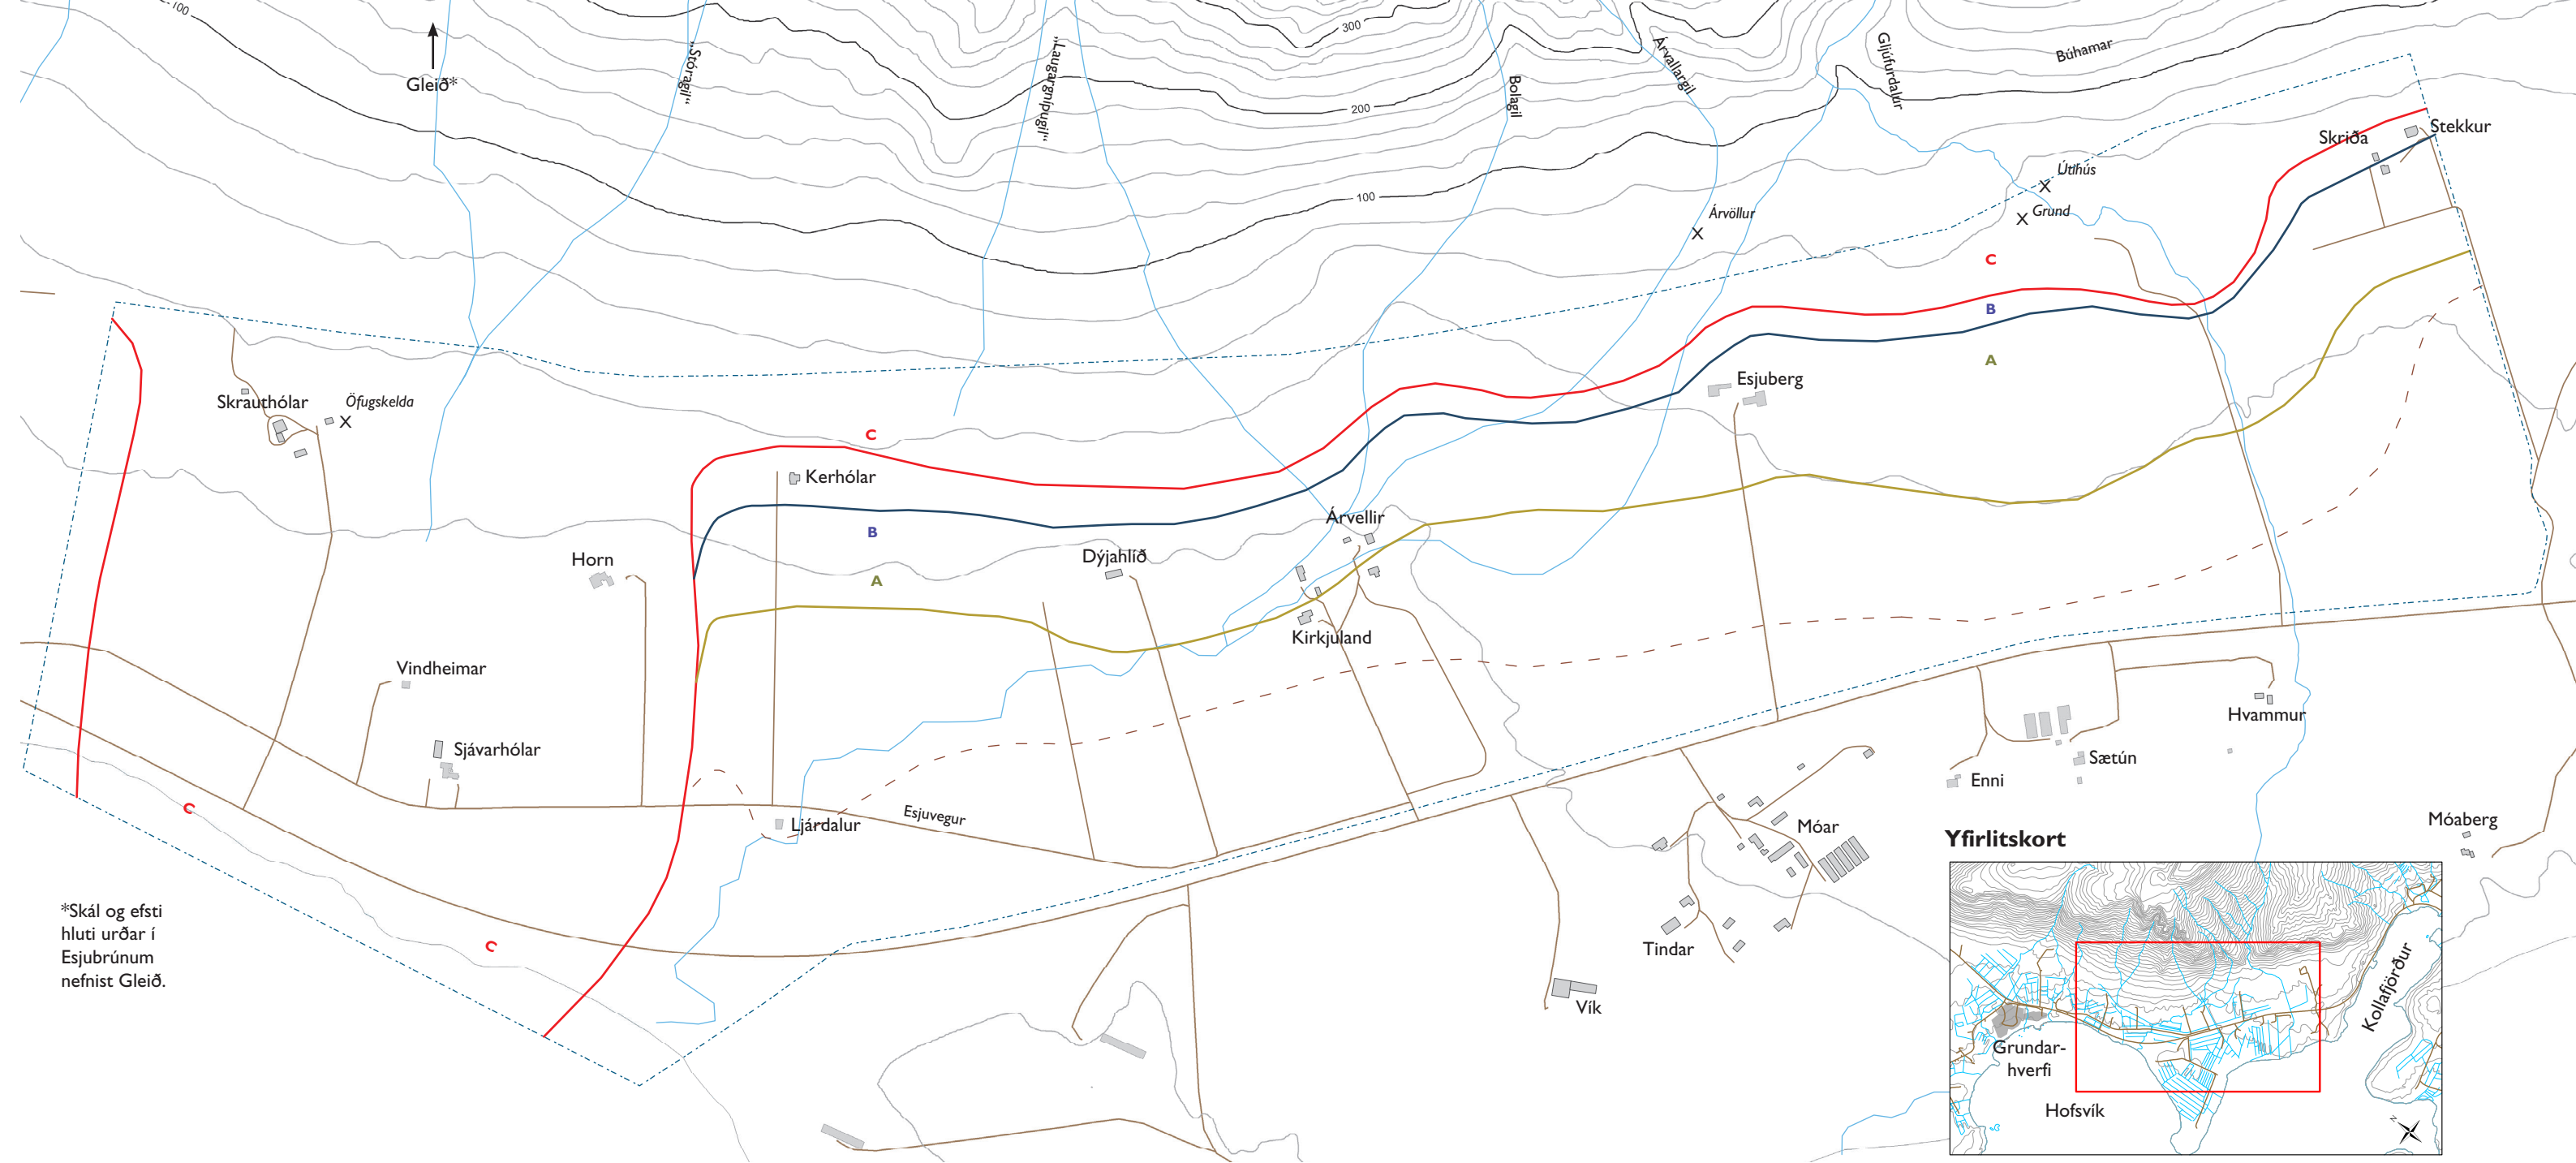 100
Gleið*
„Stóragil“
„Laugargnípugil“
300
200
100
Bolagil
Árvallargil
Gljúfurdalur
Búhamar
Stekkur
Skriða
Útihús
Grund
Árvöllur
C
B
A
Esjuberg
Skrauthólar
Öfugskelda
C
Kerhólar
B
A
Árvellir
Dýjahlíð
Horn
Kirkjuland
Vindheimar
Sjávarhólar
C
Ljárdalur
Esjuvegur
C
Hvammur
Sætún
Enni
Móar
Móaberg
Tindar
Vík
*Skál og efsti
hluti urðar í
Esjubrúnum
nefnist Gleið.
Yfirlitskort
Kollafjörður
Grundar-
hverfi
Hofsvík
N